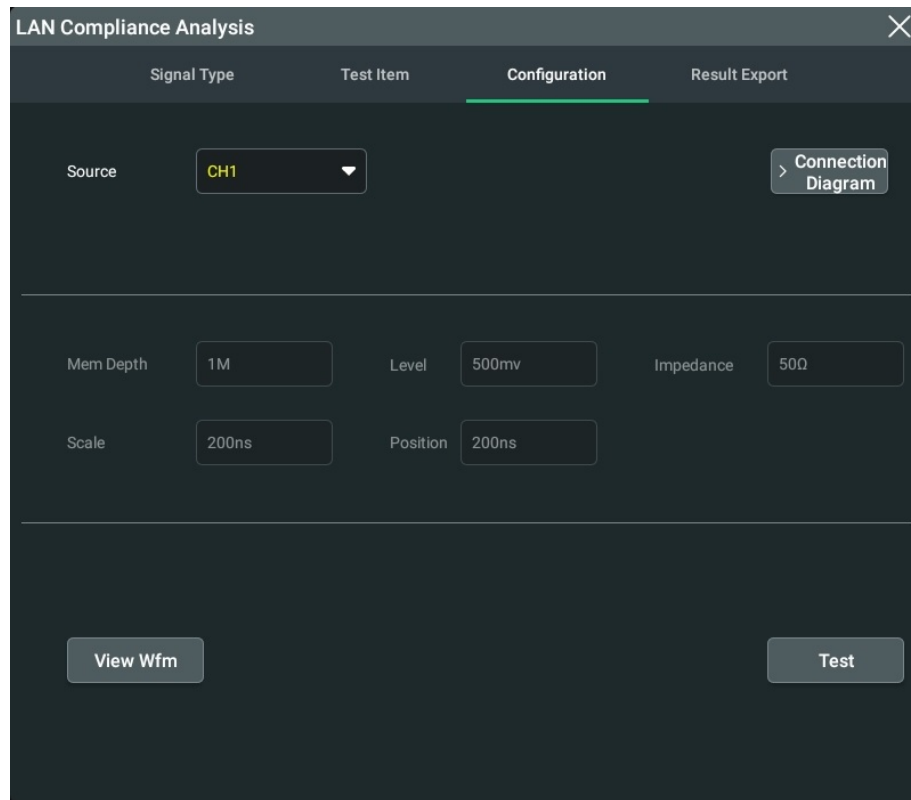 LAN Compliance Analysis
Signal Type Test Item Configuration Result Export
Source CH1 > Connection
Diagram
Mem Depth 1M Level 500mv Impedance 50Ω
Scale 200ns Position 200ns
View Wfm Test